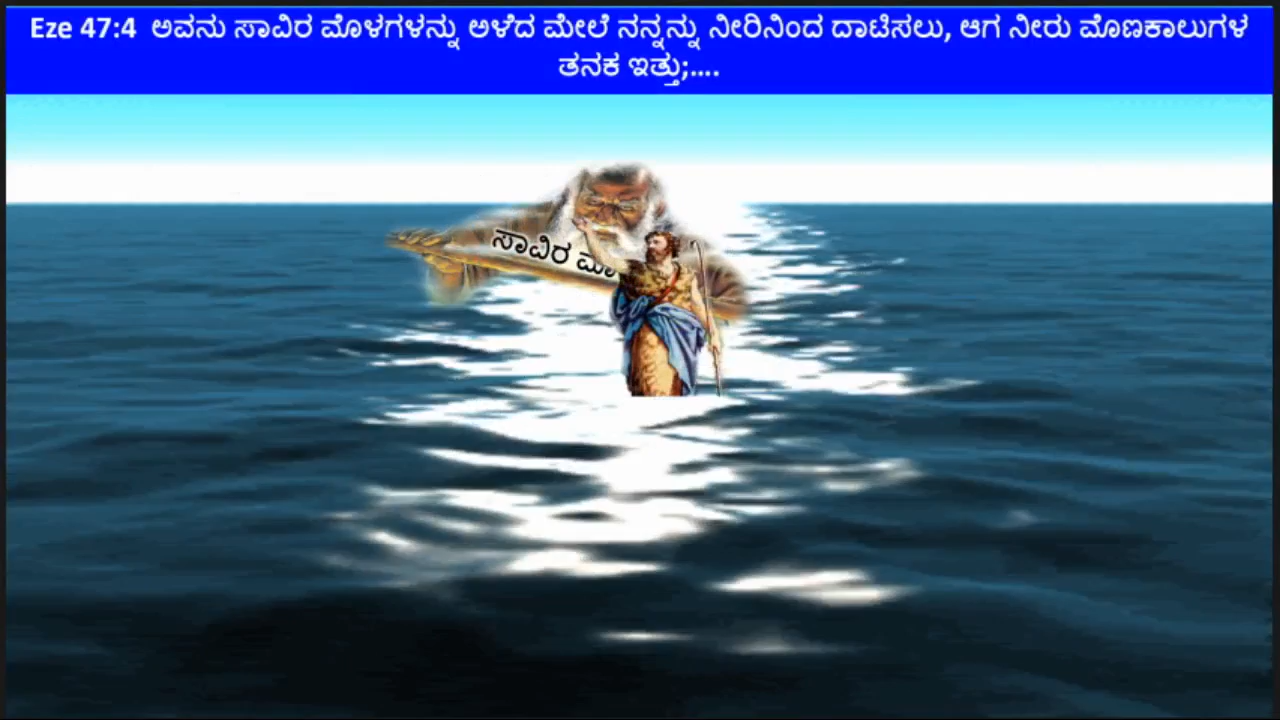 Eze 47:4 ಅವನು ಸಾವಿರ ಮೊಳಗಳನ್ನು ಅಳೆದ ಮೇಲೆ ನನ್ನನ್ನು ನೀರಿನಿಂದ ದಾಟಿಸಲು, ಆಗ ನೀರು ಮೊಣಕಾಲುಗಳ
ತನಕ ಇತ್ತು;....
ಸಾವಿರ